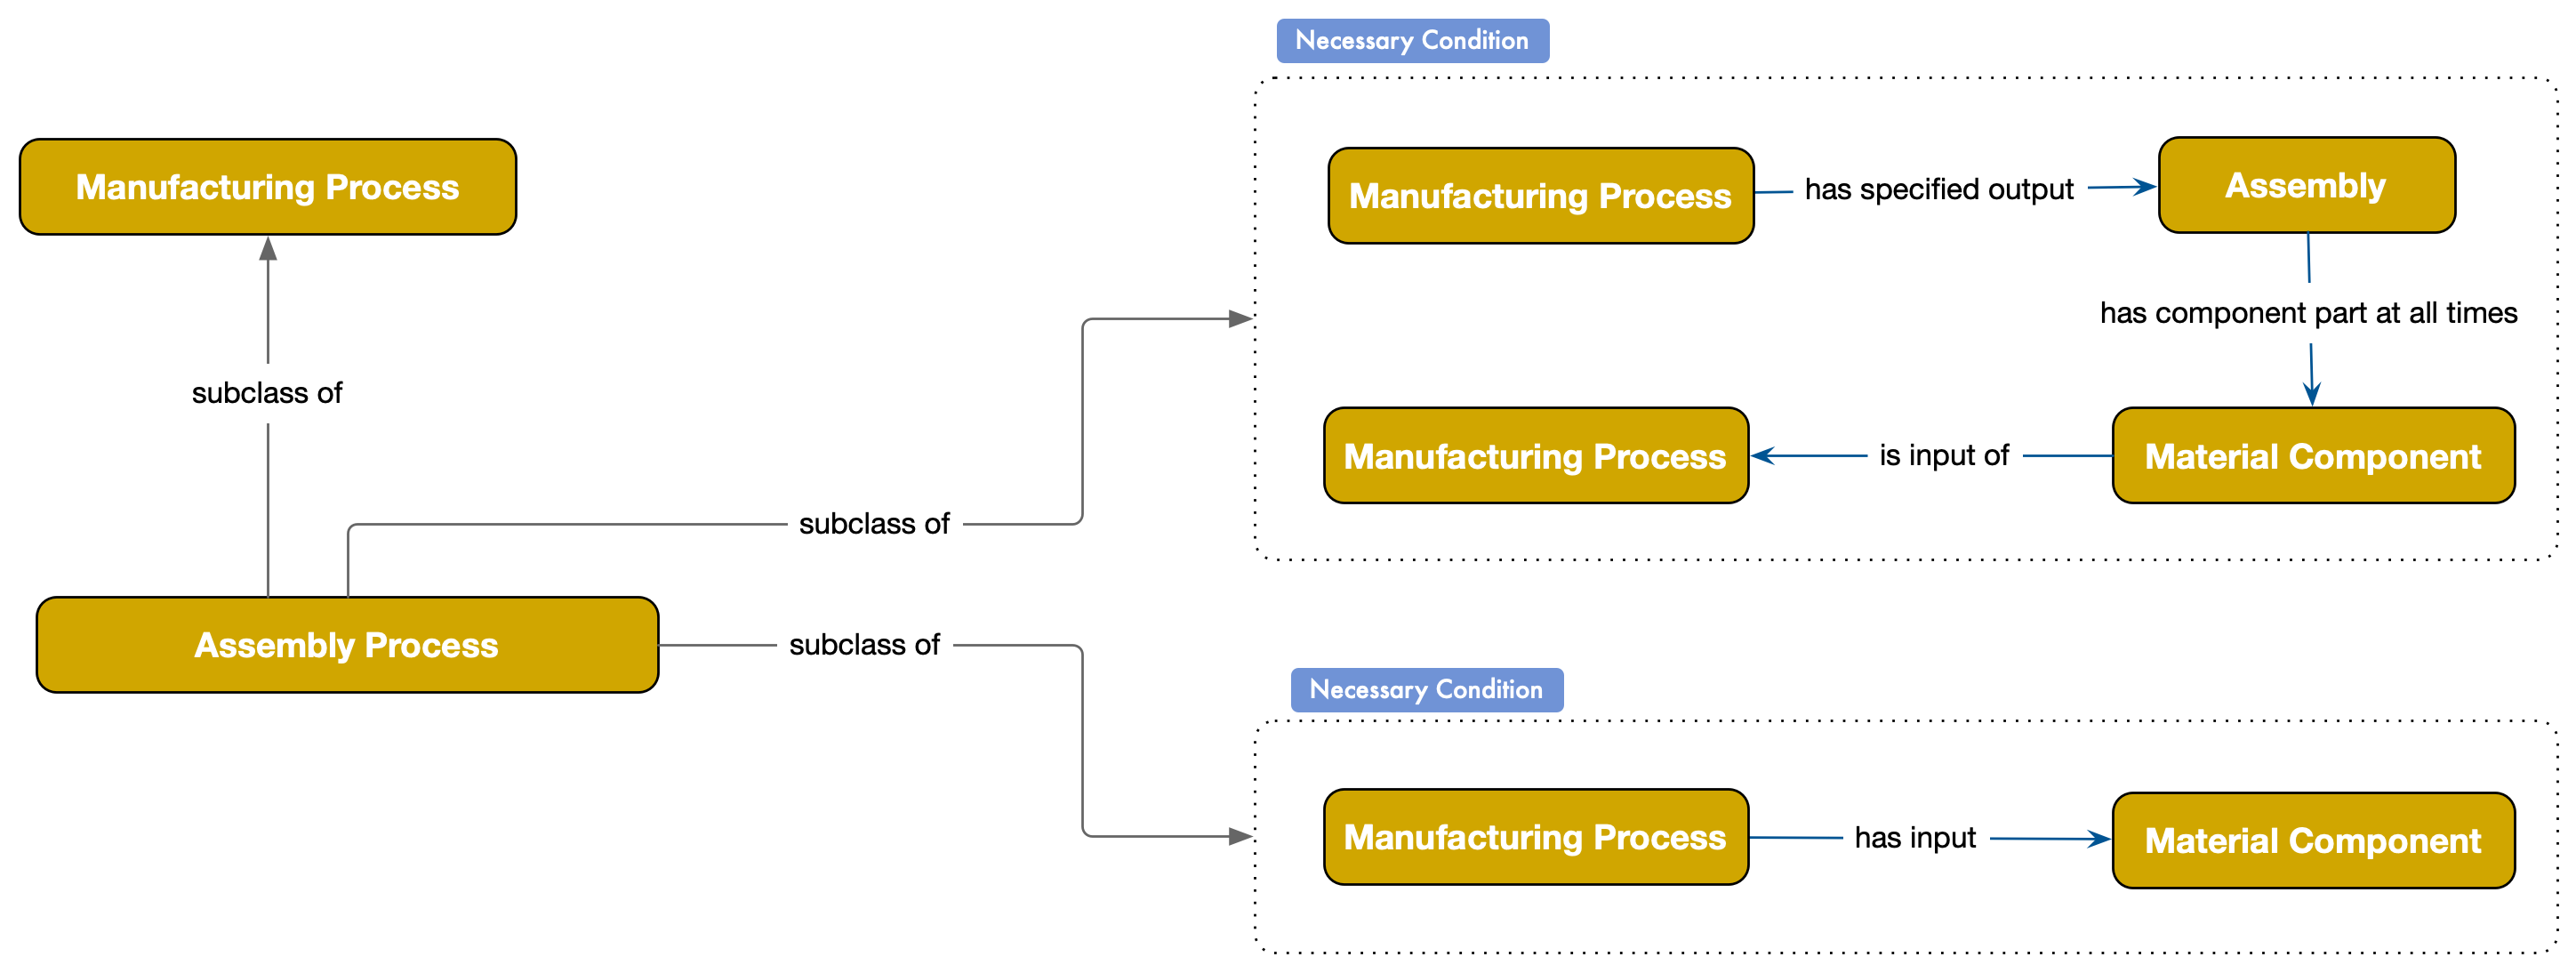 Necessary Condition
Manufacturing Process
Manufacturing Process
has specified output
Assembly
has component part at all times
subclass of
Manufacturing Process
is input of
Material Component
subclass of
Assembly Process
subclass of
Necessary Condition
Manufacturing Process
has input
Material Component